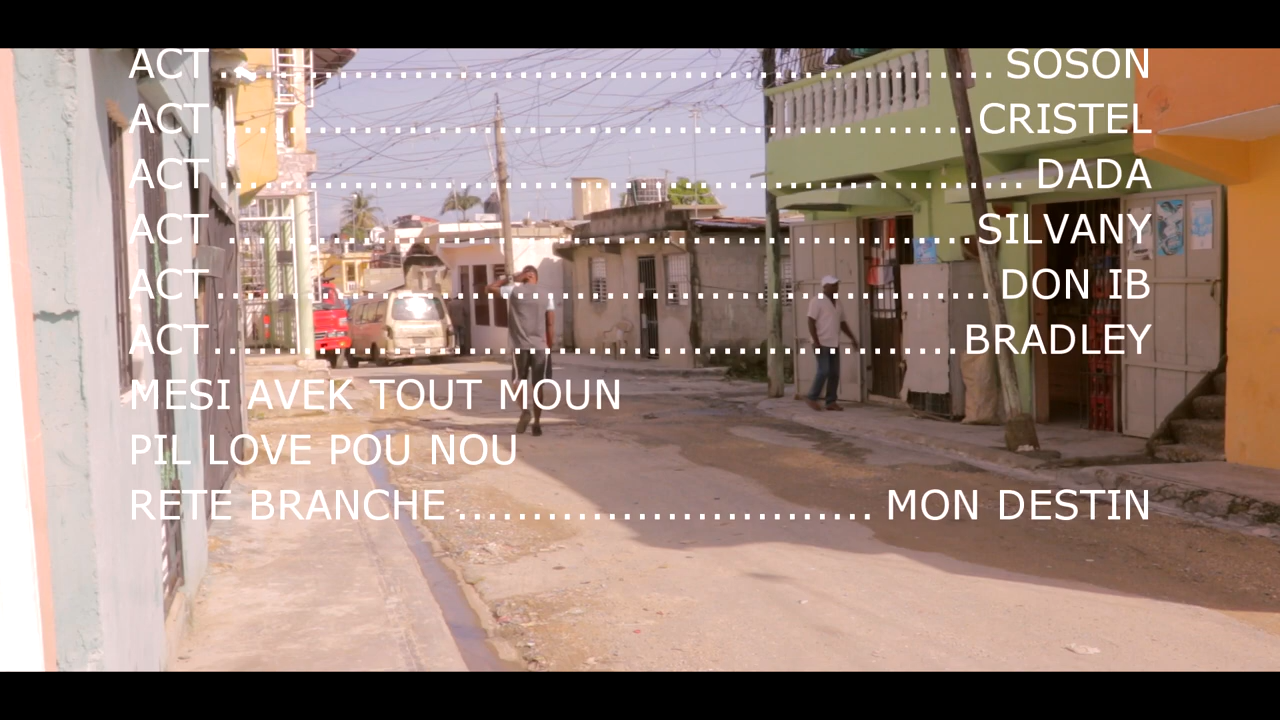 ACT ........................................................ SOSON
ACT ........................................................CRISTEL
ACT ........................................................... DADA
ACT ........................................................SILVANY
ACT ........................................................ DON IB
ACT ........................................................BRADLEY
MESI AVEK TOUT MOUN
PIL LOVE POU NOU
RETE BRANCHE ............................ MON DESTIN